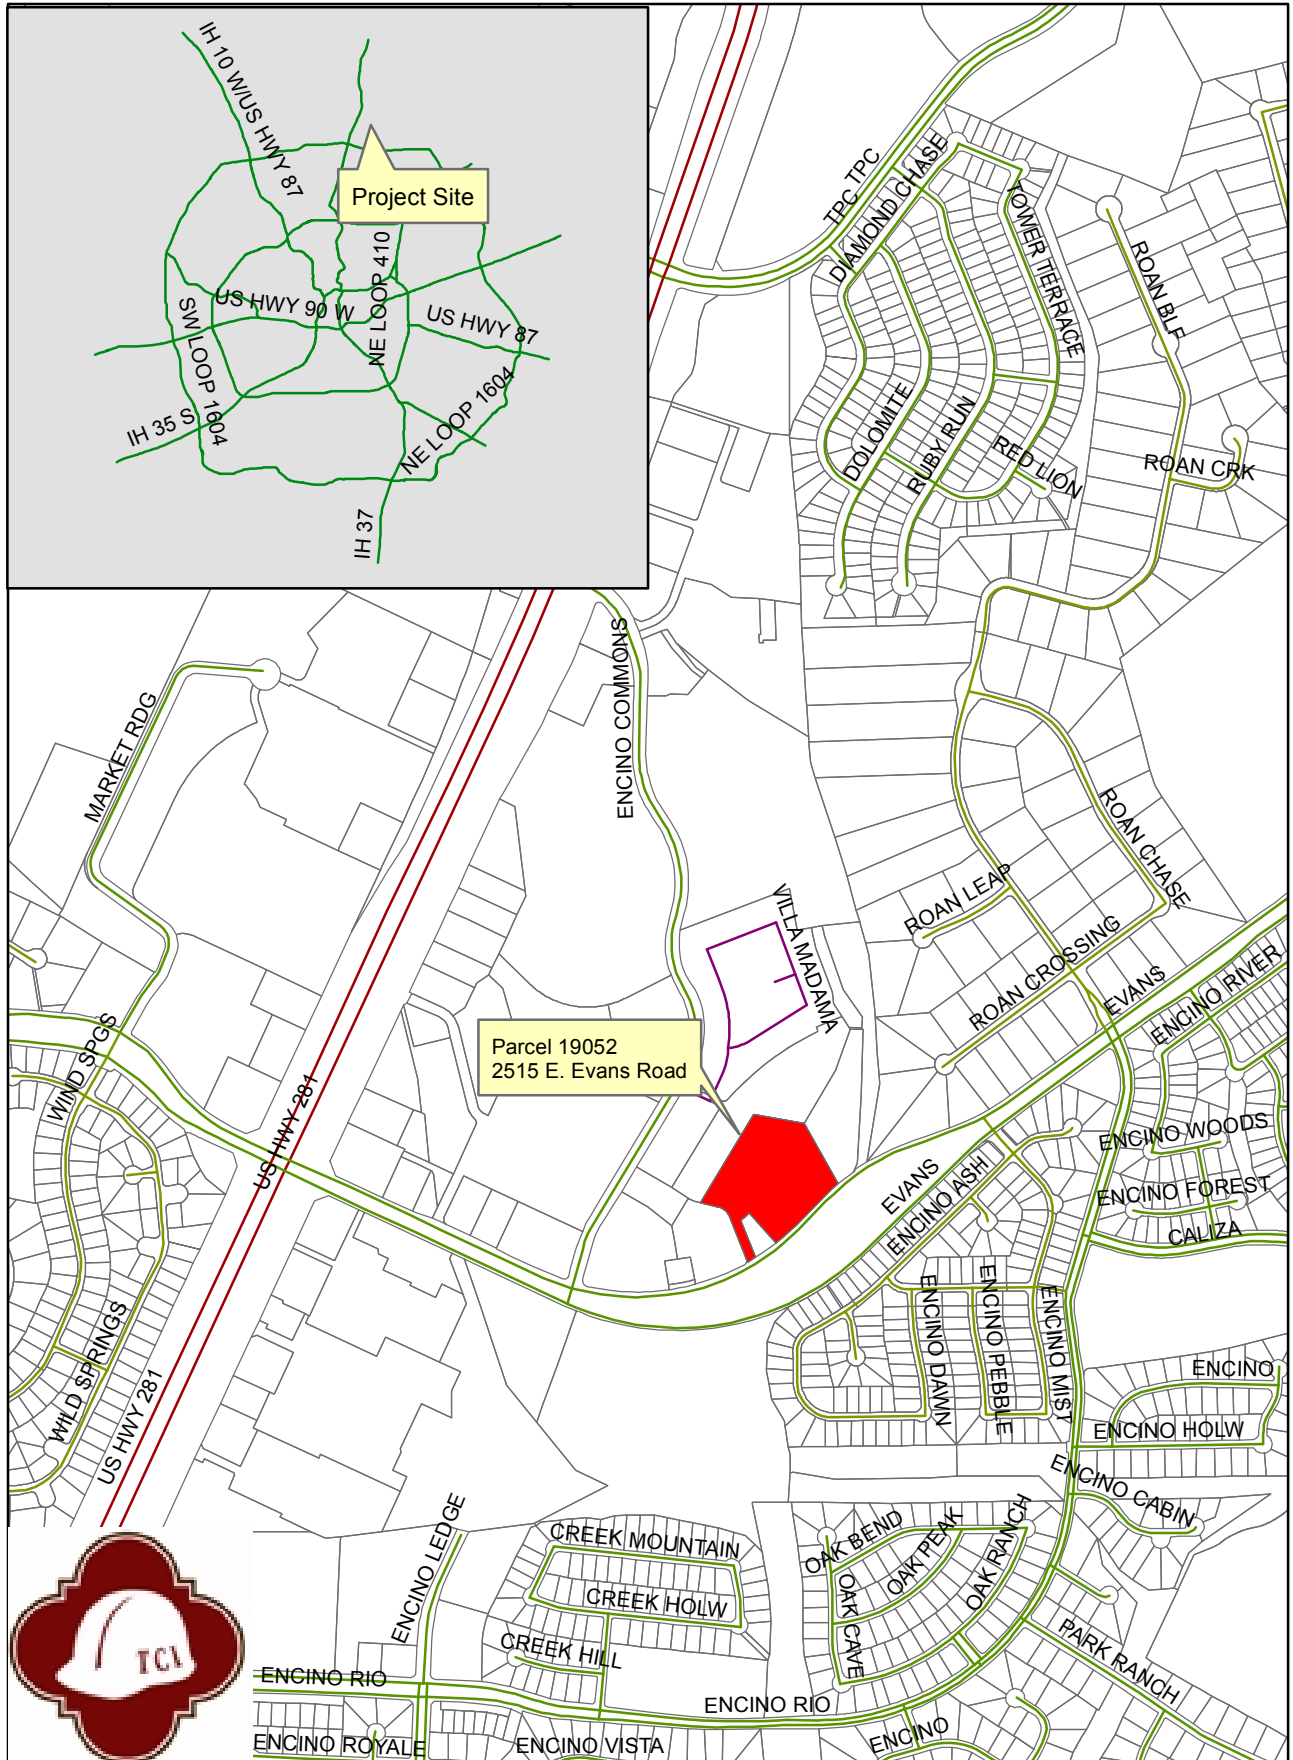 IH 10 W/US HWY 87
Project Site
US HWY 90 W
NE LOOP 410
US HWY 87
SW LOOP 1604
IH 35 S
NE LOOP 1604
IH 37
TPC TPC
DIAMOND CHASE
TOWER TERRACE
ROAN BLF
DOLOMITE
RUBY RUN
RED LION
ROAN CRK
ENCINO COMMONS
MARKET RDG
ROAN CHASE
ROAN LEAP
VILLA MADAMA
ROAN CROSSING
EVANS
ENCINO RIVER
WIND SPGS
Parcel 19052
2515 E. Evans Road
US HWY 281
ENCINO WOODS
EVANS
ENCINO ASH
ENCINO FOREST
CALIZA
ENCINO DAWN
ENCINO PEBBLE
ENCINO MIST
WILD SPRINGS
US HWY 281
ENCINO
ENCINO HOLW
ENCINO CABIN
ENCINO LEDGE
CREEK MOUNTAIN
OAK BEND
OAK PEAK
OAK RANCH
CREEK HOLW
OAK CAVE
TCI
CREEK HILL
PARK RANCH
ENCINO RIO
ENCINO RIO
ENCINO ROYALE
ENCINO VISTA
ENCINO